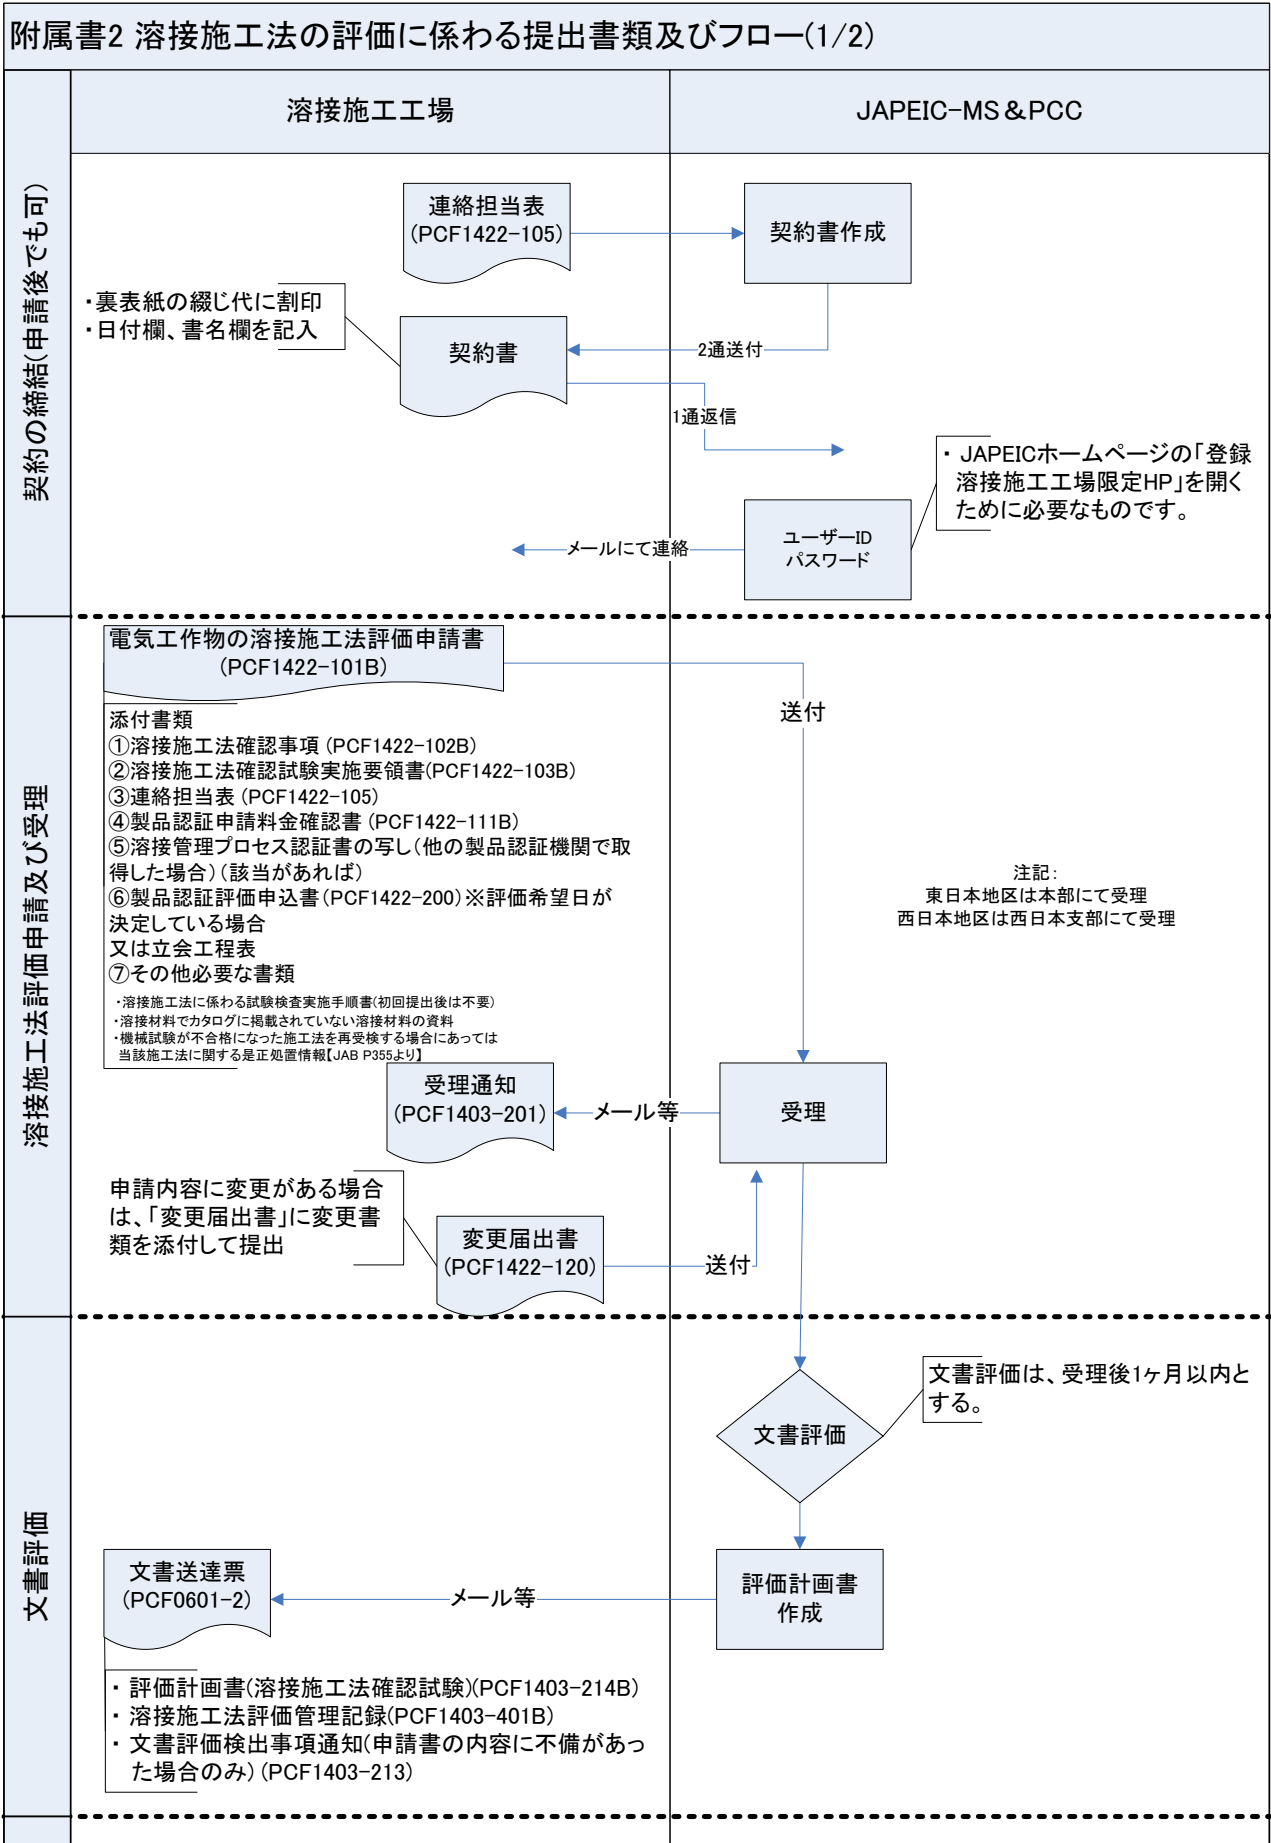 附属書2 溶接施工法の評価に係わる提出書類及びフロー(1/2)
溶接施工工場
JAPEIC-MS＆PCC
契約の締結(申請後でも可)
連絡担当表
(PCF1422-105)
契約書作成
・裏表紙の綴じ代に割印
・日付欄、書名欄を記入
契約書
2通送付
1通返信
・ JAPEICホームページの「登録
溶接施工工場限定HP」を開く
ために必要なものです。
ユーザーID
パスワード
メールにて連絡
溶接施工法評価申請及び受理
電気工作物の溶接施工法評価申請書
(PCF1422-101B)
送付
添付書類
①溶接施工法確認事項 (PCF1422-102B)
②溶接施工法確認試験実施要領書(PCF1422-103B)
③連絡担当表 (PCF1422-105)
④製品認証申請料金確認書 (PCF1422-111B)
⑤溶接管理プロセス認証書の写し(他の製品認証機関で取
得した場合) (該当があれば)
⑥製品認証評価申込書(PCF1422-200)※評価希望日が
決定している場合
又は立会工程表
⑦その他必要な書類
・溶接施工法に係わる試験検査実施手順書(初回提出後は不要)
・溶接材料でカタログに掲載されていない溶接材料の資料
・機械試験が不合格になった施工法を再受検する場合にあっては
当該施工法に関する是正処置情報【JAB P355より】
注記：
東日本地区は本部にて受理
西日本地区は西日本支部にて受理
受理通知
(PCF1403-201)
メール等
受理
申請内容に変更がある場合
は、「変更届出書」に変更書
類を添付して提出
変更届出書
(PCF1422-120)
送付
文書評価
文書評価
文書評価は、受理後1ヶ月以内と
する。
文書送達票
(PCF0601-2)
メール等
評価計画書
作成
・ 評価計画書(溶接施工法確認試験)(PCF1403-214B)
・ 溶接施工法評価管理記録(PCF1403-401B)
・ 文書評価検出事項通知(申請書の内容に不備があっ
た場合のみ) (PCF1403-213)